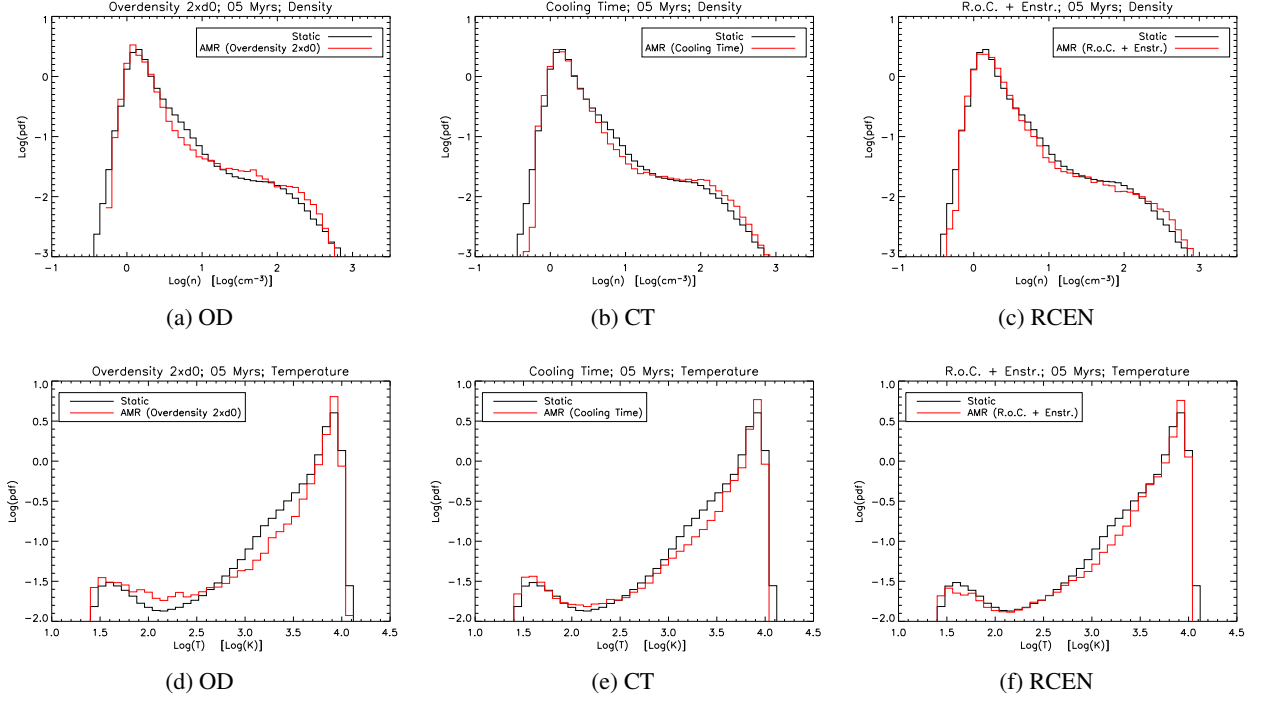 Overdensity 2xd0; 05 Myrs; Density
Static
AMR (Overdensity 2xd0)
Log(pdf)
0
−1
−2
−3
−1 0 1 2 3
Log(n) [Log(cm−3)]
(a) OD
Cooling Time; 05 Myrs; Density
Static
AMR (Cooling Time)
Log(pdf)
0
−1
−2
−3
−1 0 1 2 3
Log(n) [Log(cm−3)]
(b) CT
R.o.C. + Enstr.; 05 Myrs; Density
Static
AMR (R.o.C. + Enstr.)
Log(pdf)
0
−1
−2
−3
−1 0 1 2 3
Log(n) [Log(cm−3)]
(c) RCEN
Overdensity 2xd0; 05 Myrs; Temperature
Static
AMR (Overdensity 2xd0)
Log(pdf)
1.0
0.5
0.0
−0.5
−1.0
−1.5
−2.0
1.0 1.5 2.0 2.5 3.0 3.5 4.0 4.5
Log(T) [Log(K)]
(d) OD
Cooling Time; 05 Myrs; Temperature
Static
AMR (Cooling Time)
Log(pdf)
1.0
0.5
0.0
−0.5
−1.0
−1.5
−2.0
1.0 1.5 2.0 2.5 3.0 3.5 4.0 4.5
Log(T) [Log(K)]
(e) CT
R.o.C. + Enstr.; 05 Myrs; Temperature
Static
AMR (R.o.C. + Enstr.)
Log(pdf)
1.0
0.5
0.0
−0.5
−1.0
−1.5
−2.0
1.0 1.5 2.0 2.5 3.0 3.5 4.0 4.5
Log(T) [Log(K)]
(f) RCEN